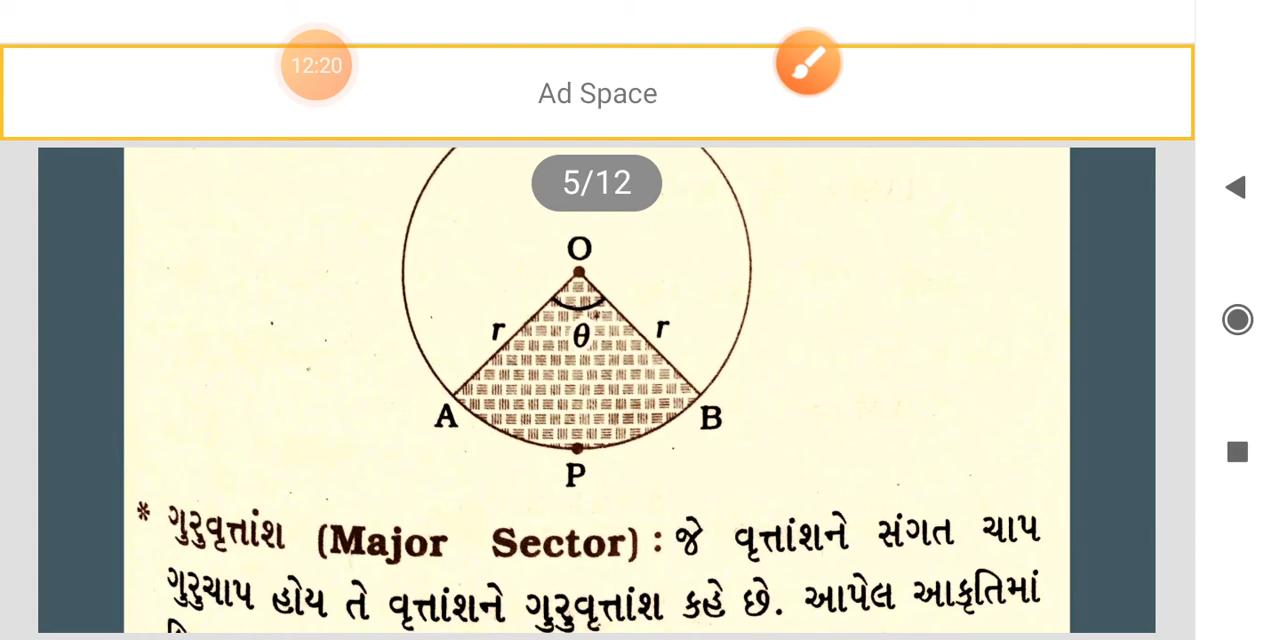 12:20
Ad Space
5/12
O
r
θ
r
A
B
P
* ગુરુવૃત્તાંશ (Major Sector) : જે વૃત્તાંશને સંગત ચાપ
ગુરુચાપ હોય તે વૃત્તાંશને ગુરુવૃત્તાંશ કહે છે. આપેલ આકૃતિમાં